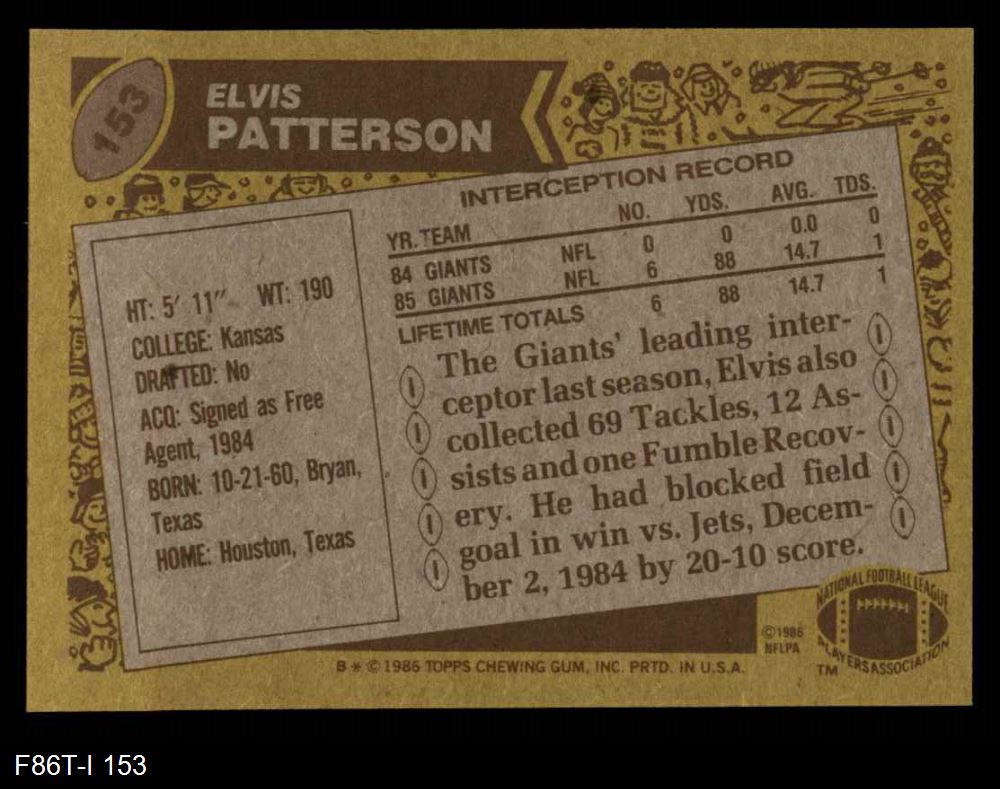 153
ELVIS
PATTERSON
INTERCEPTION RECORD
YR. TEAM NO. YDS. AVG. TDS.
84 GIANTS NFL 0 0 0.0 0
85 GIANTS NFL 6 88 14.7 1
LIFETIME TOTALS 6 88 14.7 1
HT: 5' 11" WT: 190
COLLEGE: Kansas
DRAFTED: No
ACQ: Signed as Free
Agent, 1984
BORN: 10-21-60, Bryan,
Texas
HOME: Houston, Texas
The Giants' leading inter-
ceptor last season, Elvis also
collected 69 Tackles, 12 As-
sists and one Fumble Recov-
ery. He had blocked field
goal in win vs. Jets, Decem-
ber 2, 1984 by 20-10 score.
©1986
NFLPA
NATIONAL FOOTBALL LEAGUE
PLAYERS ASSOCIATION
TM
B * © 1986 TOPPS CHEWING GUM, INC. PRTD. IN U.S.A.
F86T-I 153